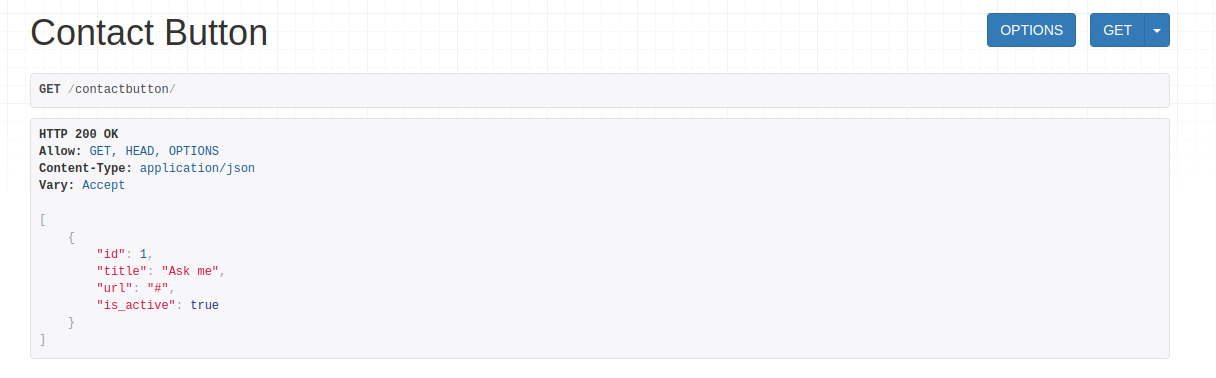 Contact Button
OPTIONS
GET
GET /contactbutton/
HTTP 200 OK
Allow: GET, HEAD, OPTIONS
Content-Type: application/json
Vary: Accept
[
    {
        "id": 1,
        "title": "Ask me",
        "url": "#",
        "is_active": true
    }
]